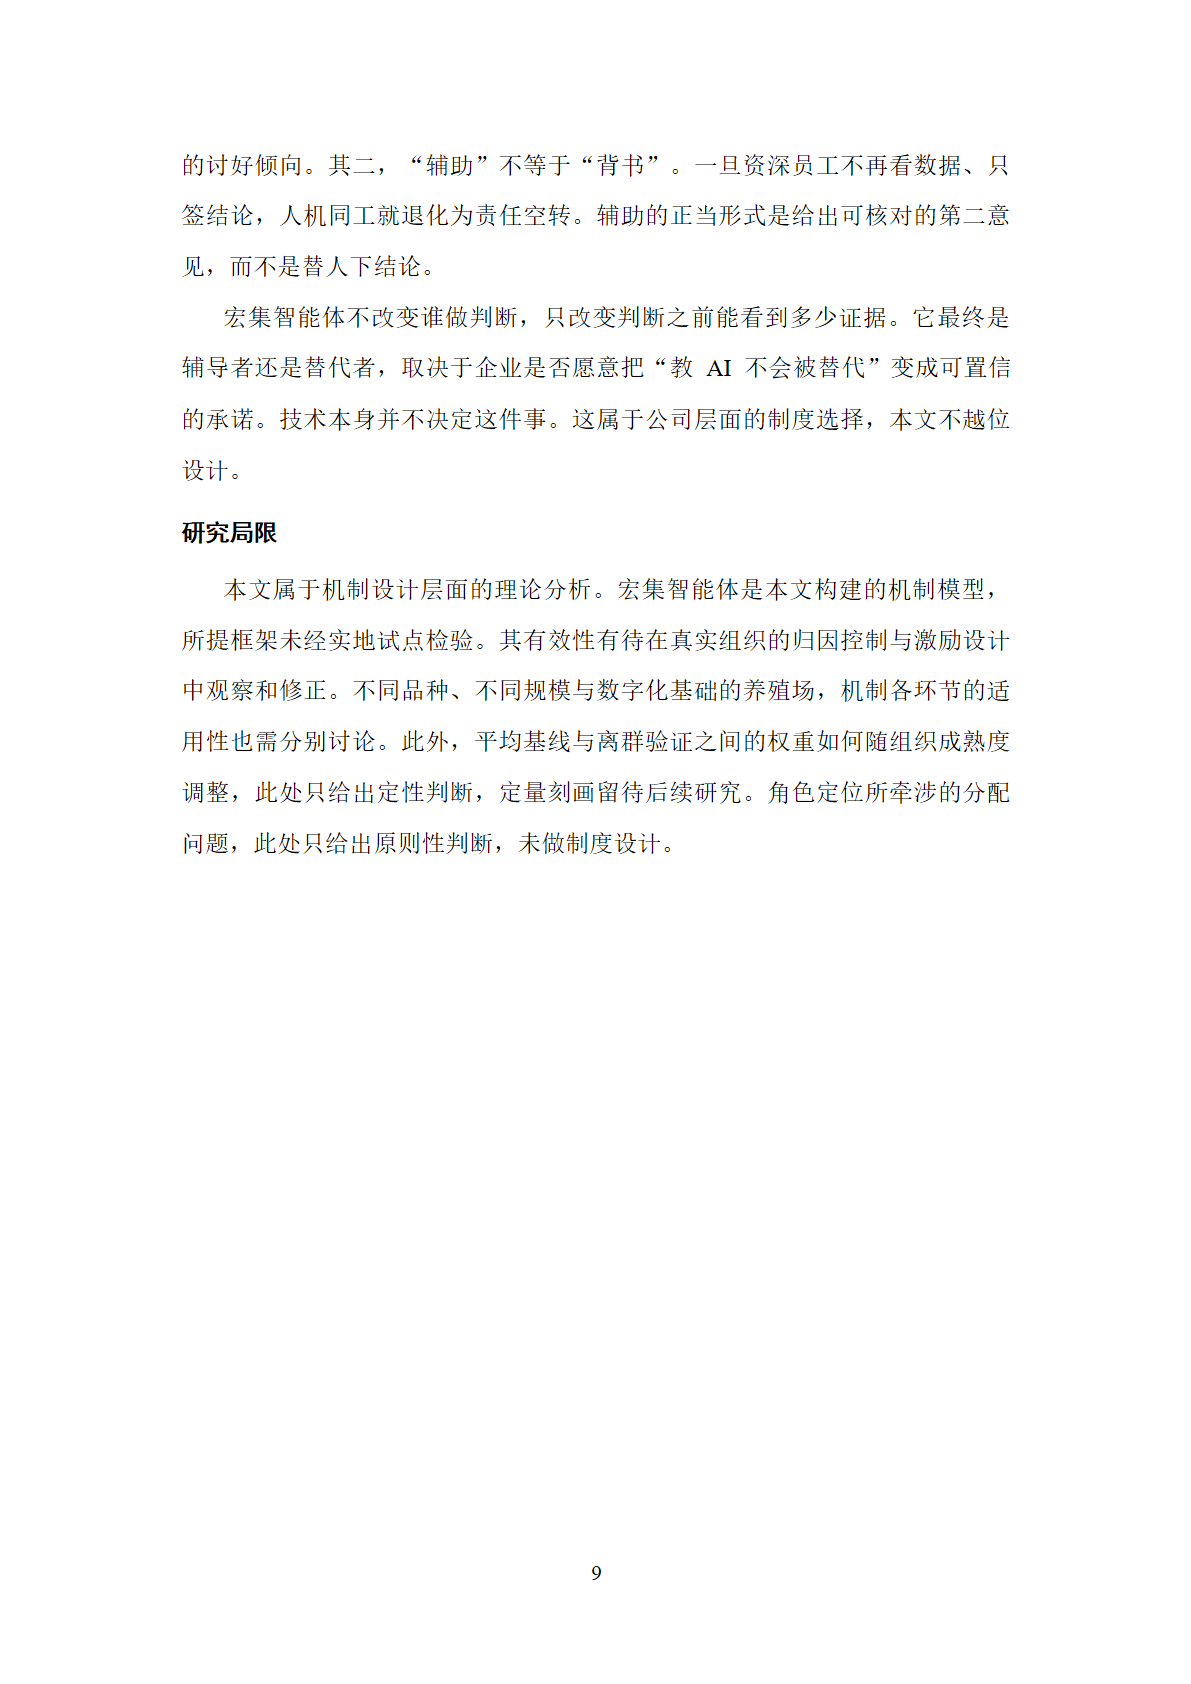 的讨好倾向。其二，“辅助”不等于“背书”。一旦资深员工不再看数据、只
签结论，人机同工就退化为责任空转。辅助的正当形式是给出可核对的第二意
见，而不是替人下结论。
宏集智能体不改变谁做判断，只改变判断之前能看到多少证据。它最终是
辅导者还是替代者，取决于企业是否愿意把“教 AI 不会被替代”变成可置信
的承诺。技术本身并不决定这件事。这属于公司层面的制度选择，本文不越位
设计。
研究局限
本文属于机制设计层面的理论分析。宏集智能体是本文构建的机制模型，
所提框架未经实地试点检验。其有效性有待在真实组织的归因控制与激励设计
中观察和修正。不同品种、不同规模与数字化基础的养殖场，机制各环节的适
用性也需分别讨论。此外，平均基线与离群验证之间的权重如何随组织成熟度
调整，此处只给出定性判断，定量刻画留待后续研究。角色定位所牵涉的分配
问题，此处只给出原则性判断，未做制度设计。
9